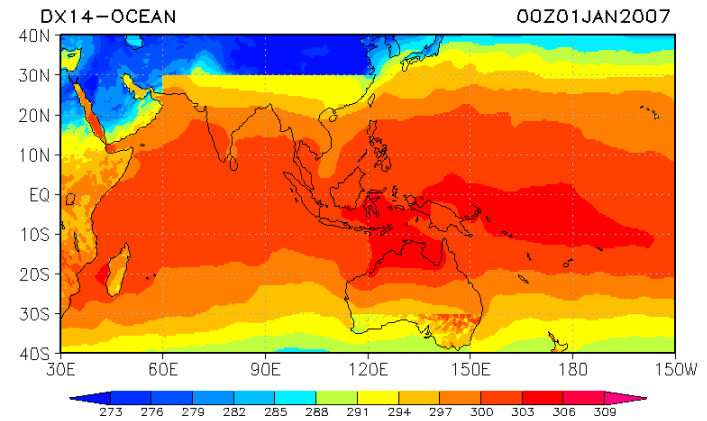 DX14-OCEAN 00Z01JAN2007
40N
30N
20N
10N
EQ
10S
20S
30S
40S
30E 60E 90E 120E 150E 180 150W
273 276 279 282 285 288 291 294 297 300 303 306 309